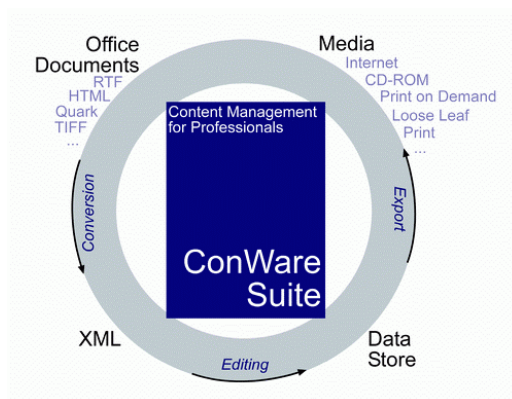 Office
Documents
RTF
HTML
Quark
TIFF
...
Media
Internet
CD-ROM
Print on Demand
Loose Leaf
Print
...
Content Management
for Professionals
ConWare
Suite
Conversion
Export
XML
Editing
Data
Store